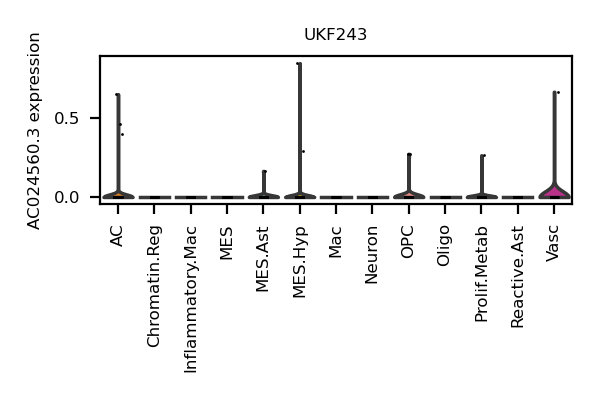 UKF243
AC024560.3 expression
0.5
0.0
AC
Chromatin.Reg
Inflammatory.Mac
MES
MES.Ast
MES.Hyp
Mac
Neuron
OPC
Oligo
Prolif.Metab
Reactive.Ast
Vasc